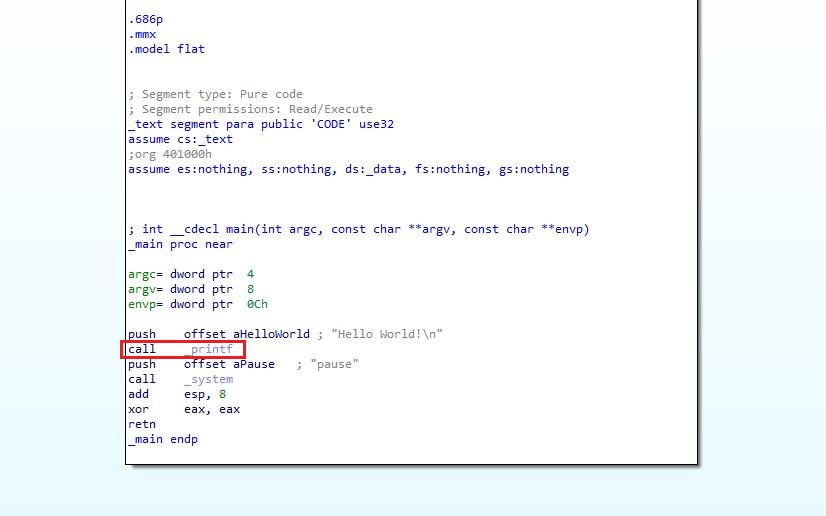 .686p
.mmx
.model flat
; Segment type: Pure code
; Segment permissions: Read/Execute
_text segment para public 'CODE' use32
assume cs:_text
;org 401000h
assume es:nothing, ss:nothing, ds:_data, fs:nothing, gs:nothing
; int __cdecl main(int argc, const char **argv, const char **envp)
_main proc near
argc= dword ptr  4
argv= dword ptr  8
envp= dword ptr  0Ch
push    offset aHelloWorld ; "Hello World!\n"
call    _printf
push    offset aPause   ; "pause"
call    _system
add     esp, 8
xor     eax, eax
retn
_main endp